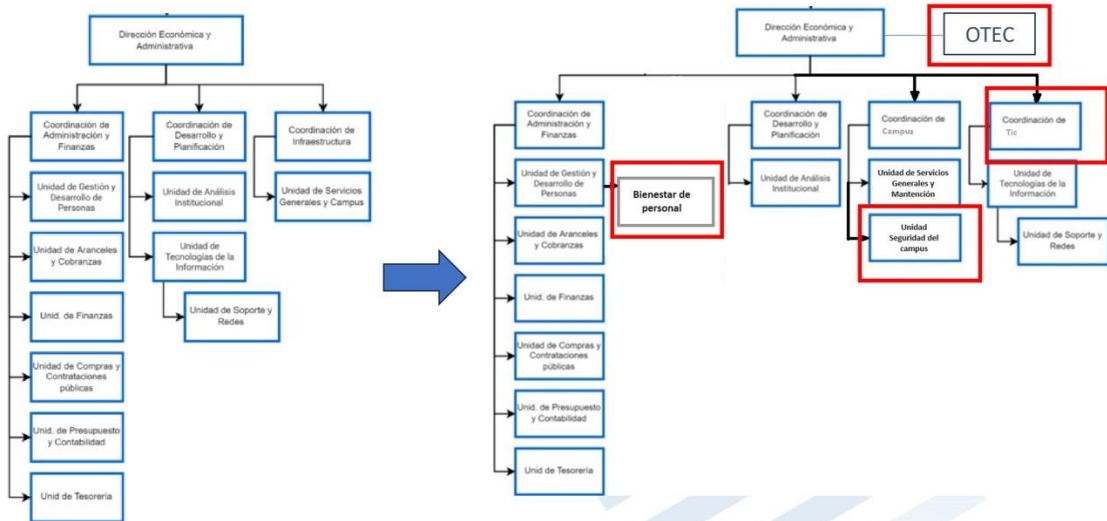 Dirección Económica y
Administrativa
Coordinación de
Administración y
Finanzas
Coordinación de
Desarrollo y
Planificación
Coordinación de
Infraestructura
Unidad de Gestión y
Desarrollo de
Personas
Unidad de Análisis
Institucional
Unidad de Servicios
Generales y Campus
Unidad de Aranceles
y Cobranzas
Unidad de
Tecnologías de la
Información
Unid. de Finanzas
Unidad de Soporte y
Redes
Unidad de Compras y
Contrataciones
públicas
Unid. de Presupuesto
y Contabilidad
Unid de Tesorería
Dirección Económica y
Administrativa
OTEC
Coordinación de
Administración y
Finanzas
Coordinación de
Desarrollo y
Planificación
Coordinación de
Campus
Coordinación de
Tic
Unidad de Gestión y
Desarrollo de
Personas
Bienestar de
personal
Unidad de Análisis
Institucional
Unidad de Servicios
Generales y
Mantención
Unidad de
Tecnologías de la
Información
Unidad de Aranceles
y Cobranzas
Unidad
Seguridad del
campus
Unidad de Soporte y
Redes
Unid. de Finanzas
Unidad de Compras y
Contrataciones
públicas
Unid. de Presupuesto
y Contabilidad
Unid de Tesorería